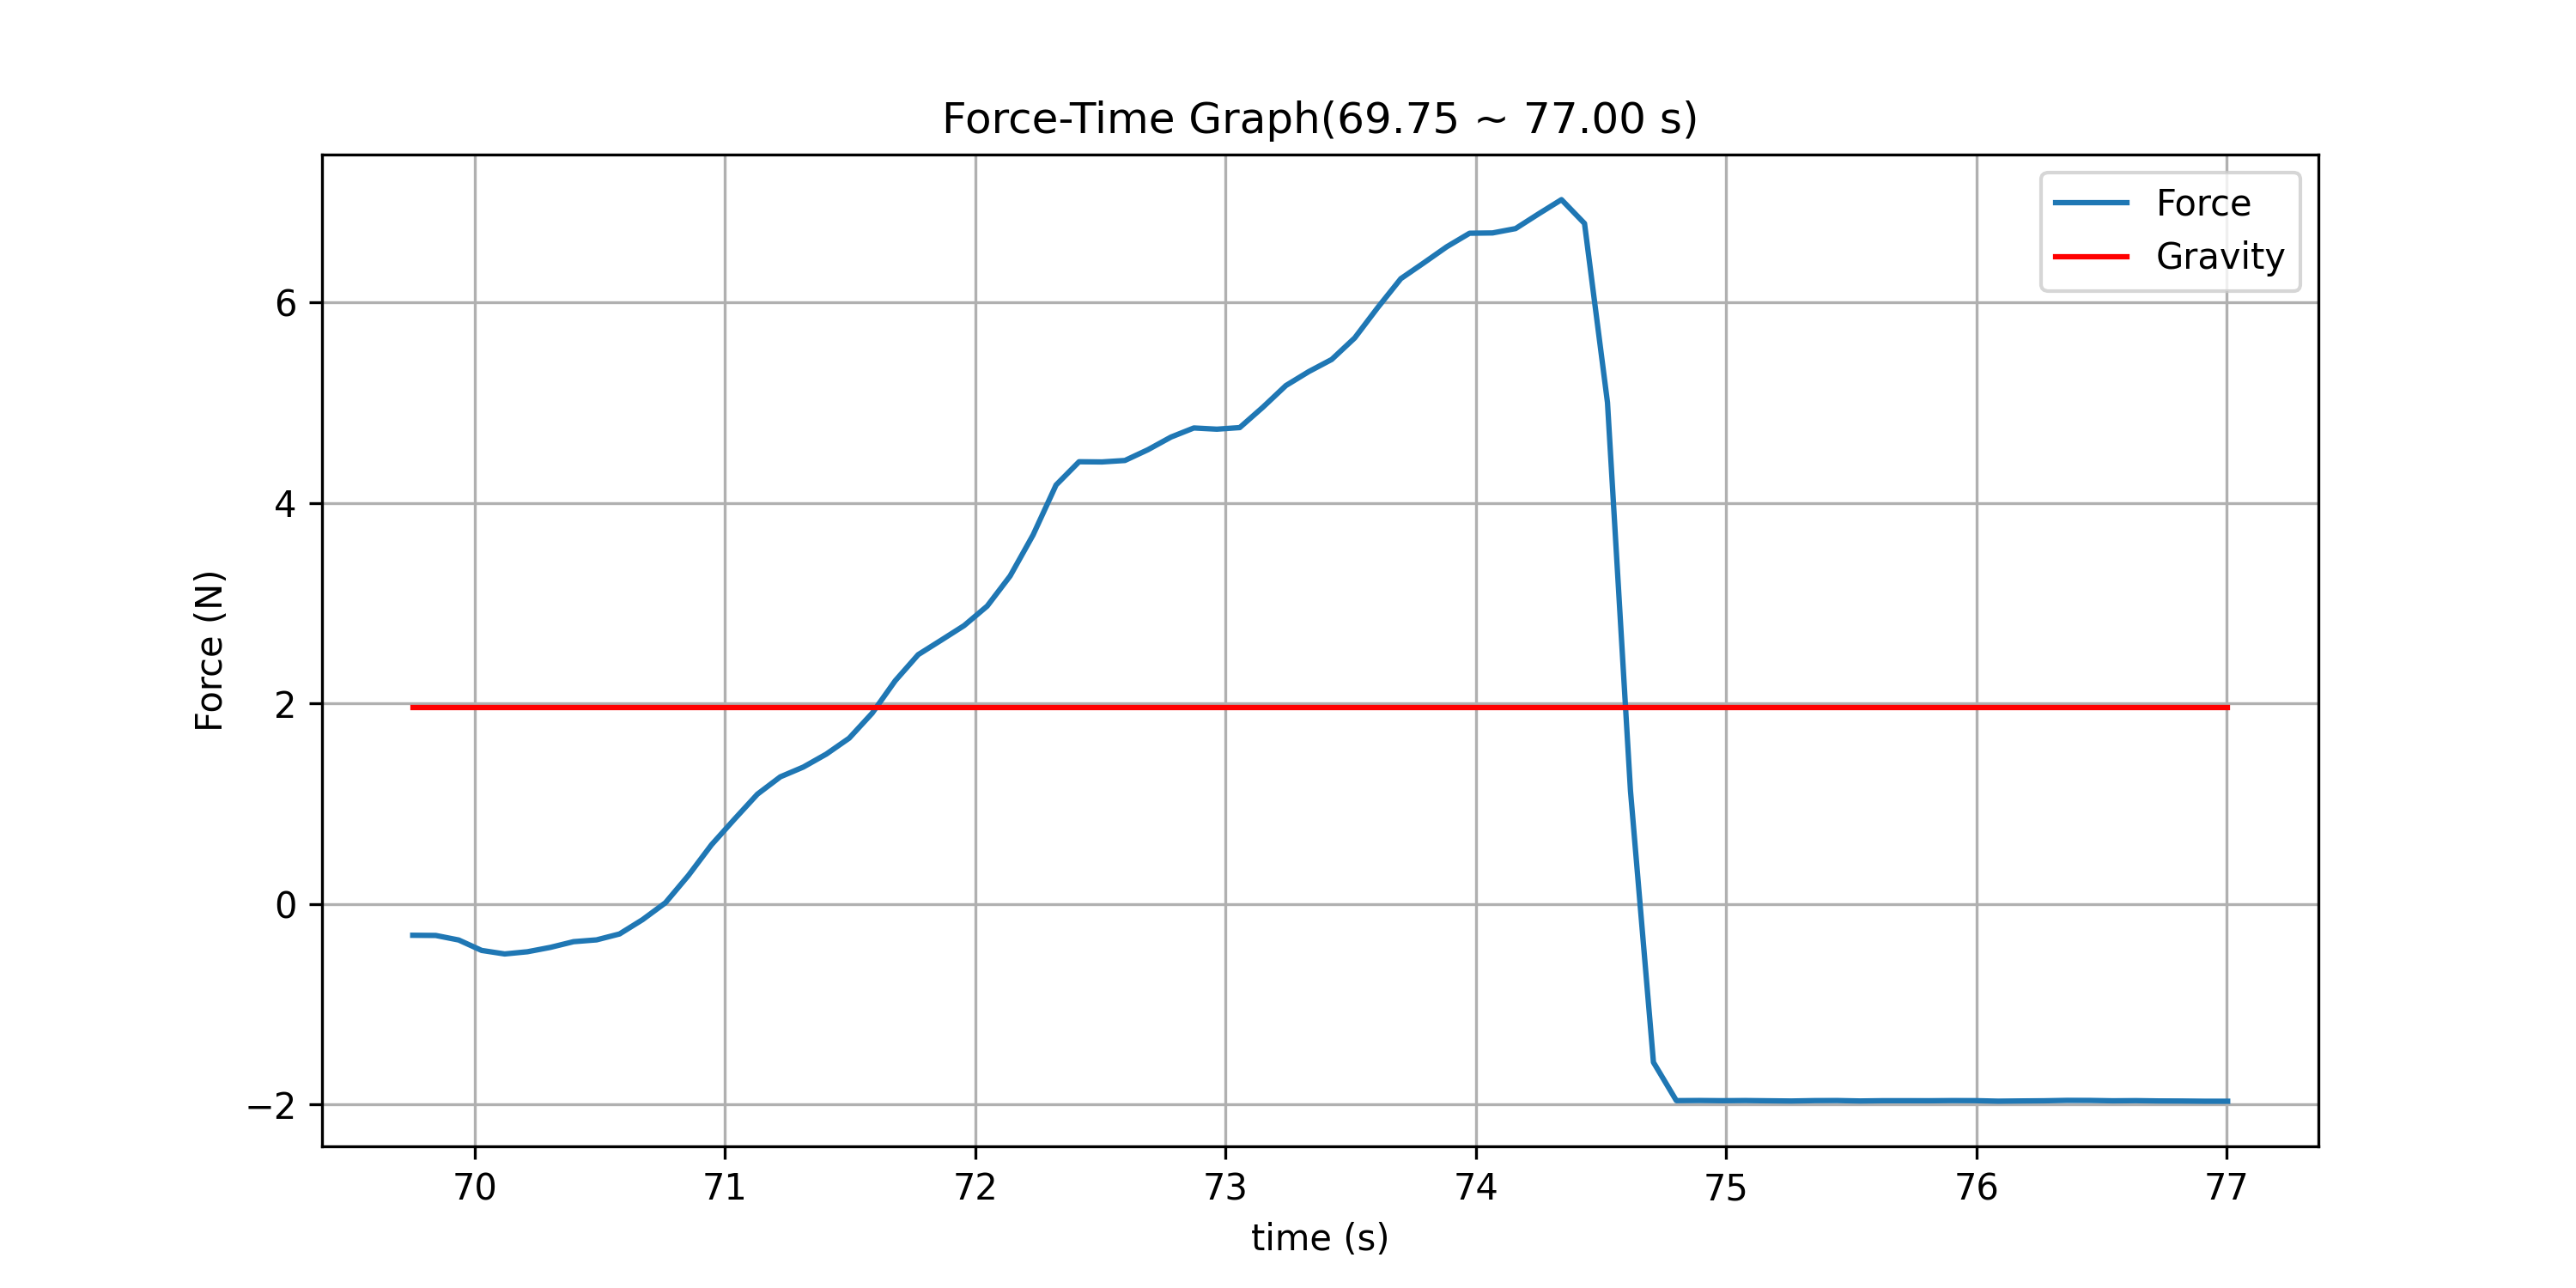 Force-Time Graph(69.75 ~ 77.00 s)
Force
Gravity
Force (N)
6
4
2
0
−2
70 71 72 73 74 75 76 77
time (s)